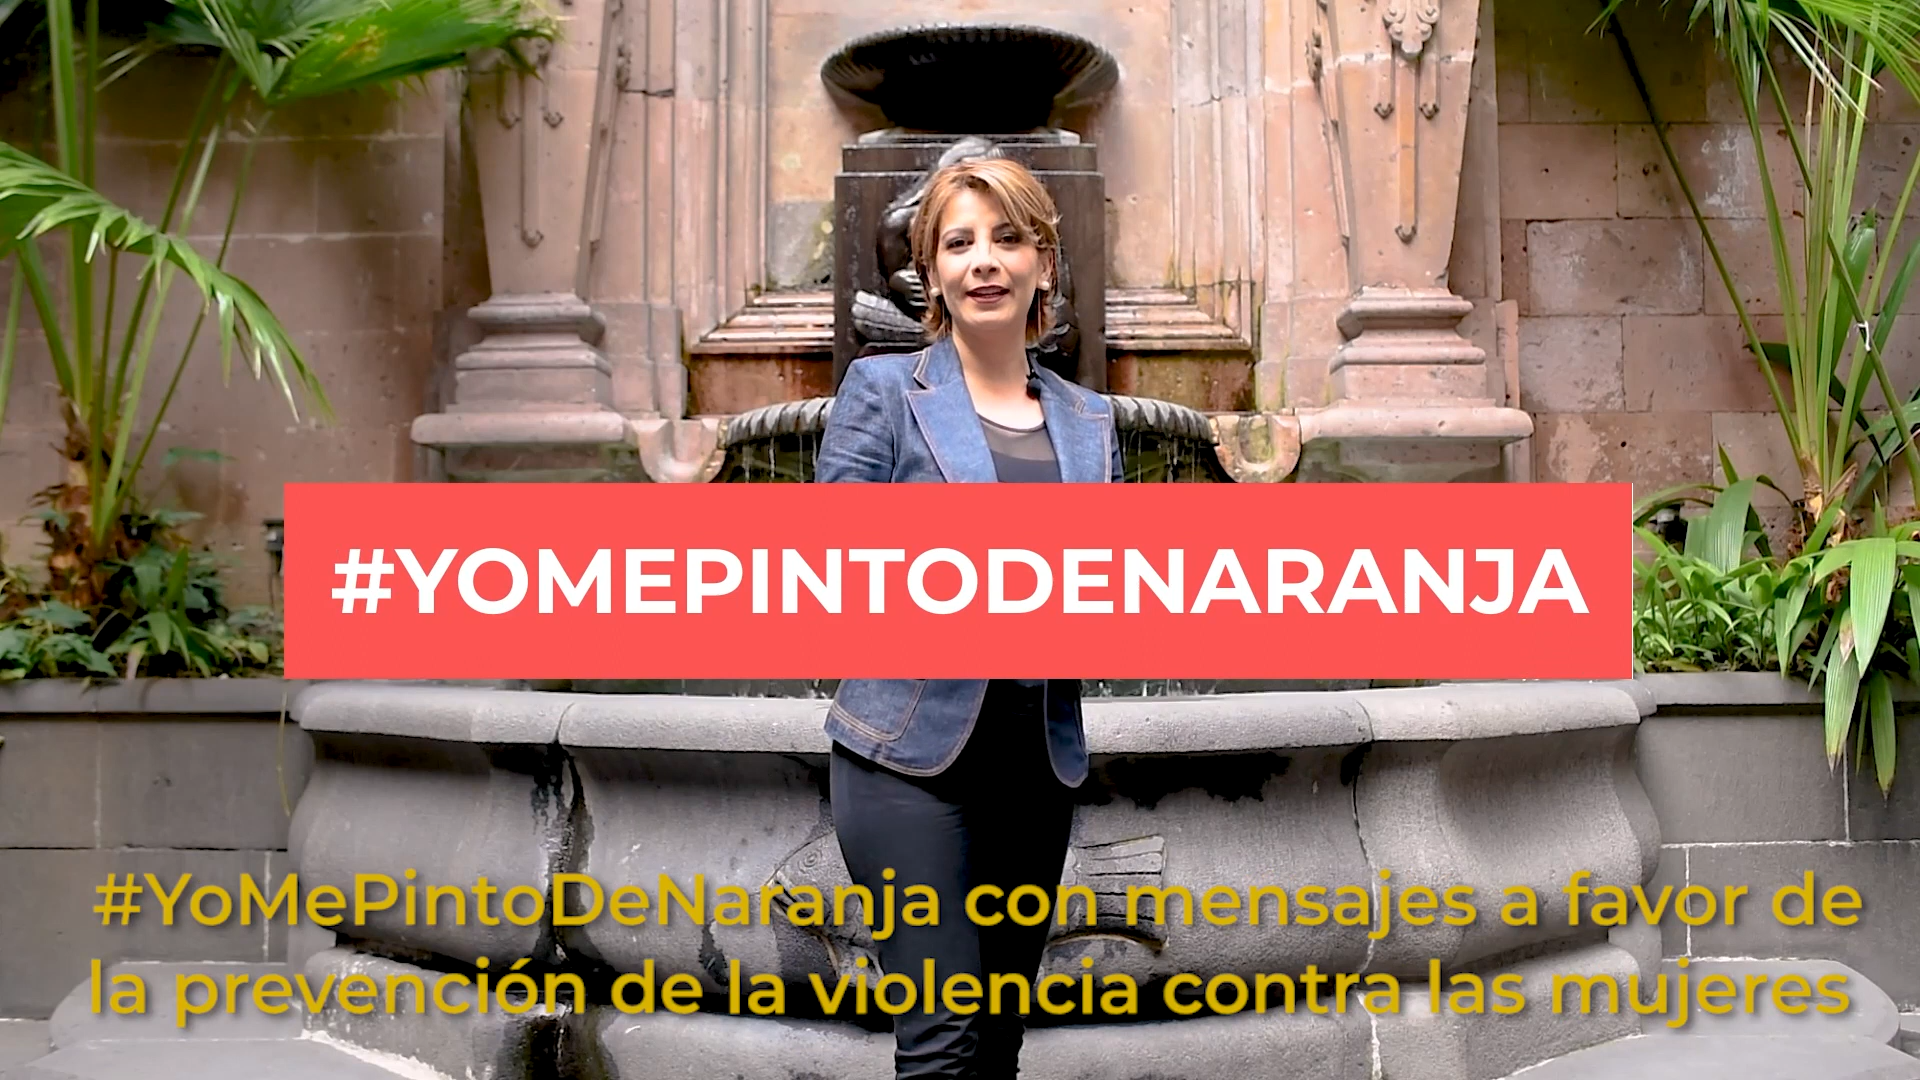 #YOMEPINTODENARANJA
#YoMePintoDeNaranja con mensajes a favor de
la prevención de la violencia contra las mujeres